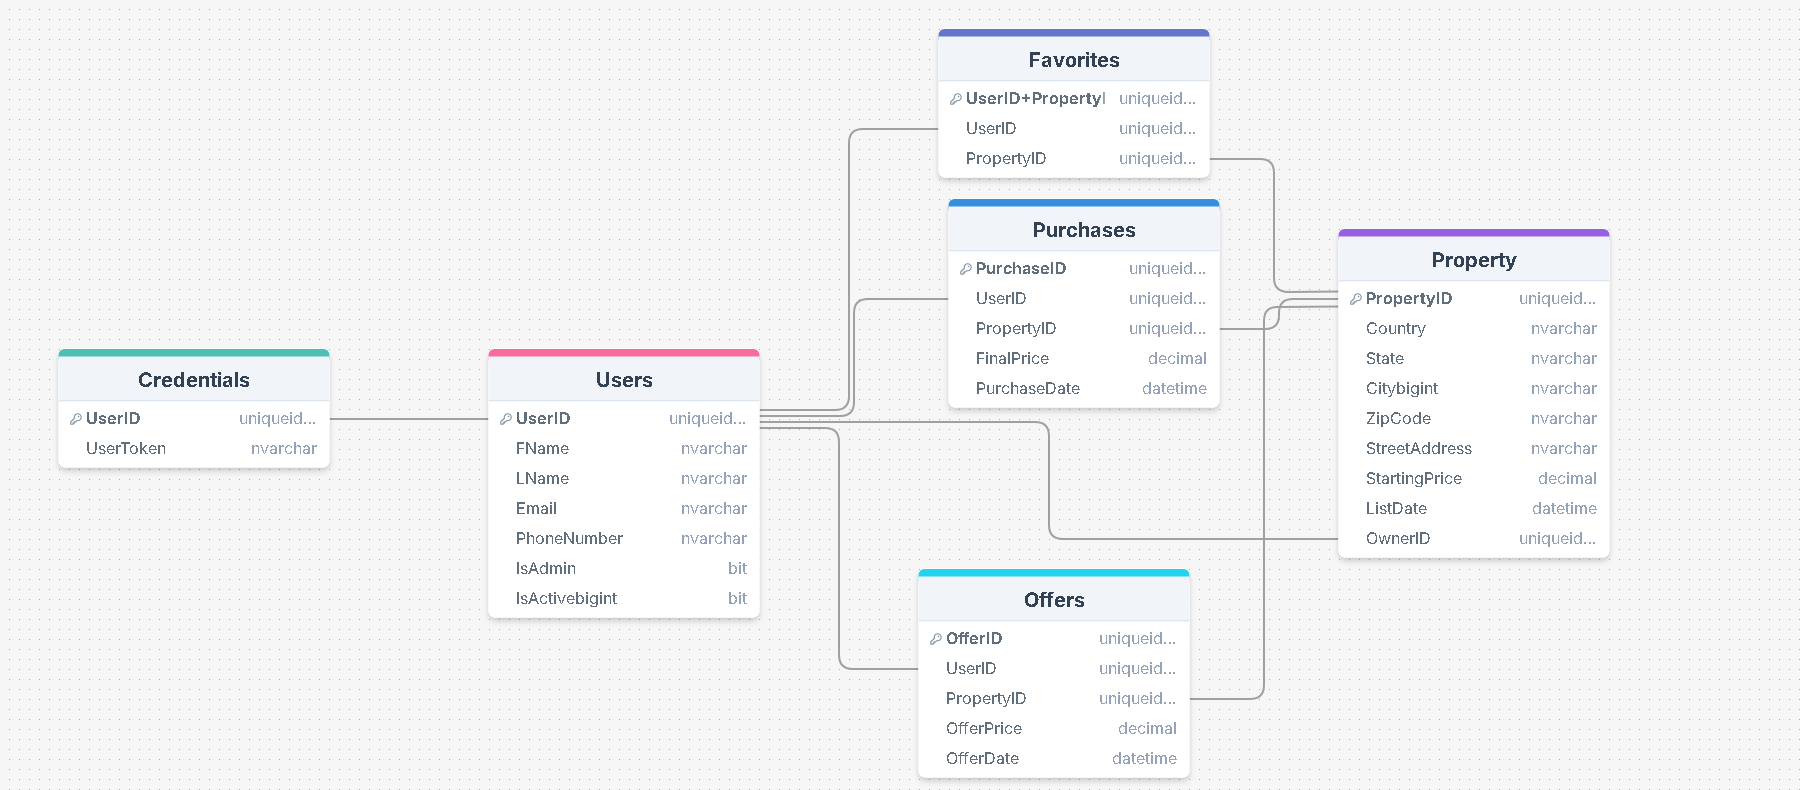 Favorites
UserID+PropertyI uniqueid...
UserID uniqueid...
PropertyID uniqueid...
Purchases
PurchaseID uniqueid...
UserID uniqueid...
PropertyID uniqueid...
FinalPrice decimal
PurchaseDate datetime
Property
PropertyID uniqueid...
Country nvarchar
State nvarchar
Citybigint nvarchar
ZipCode nvarchar
StreetAddress nvarchar
StartingPrice decimal
ListDate datetime
OwnerID uniqueid...
Credentials
UserID uniqueid...
UserToken nvarchar
Users
UserID uniqueid...
FName nvarchar
LName nvarchar
Email nvarchar
PhoneNumber nvarchar
IsAdmin bit
IsActivebigint bit
Offers
OfferID uniqueid...
UserID uniqueid...
PropertyID uniqueid...
OfferPrice decimal
OfferDate datetime